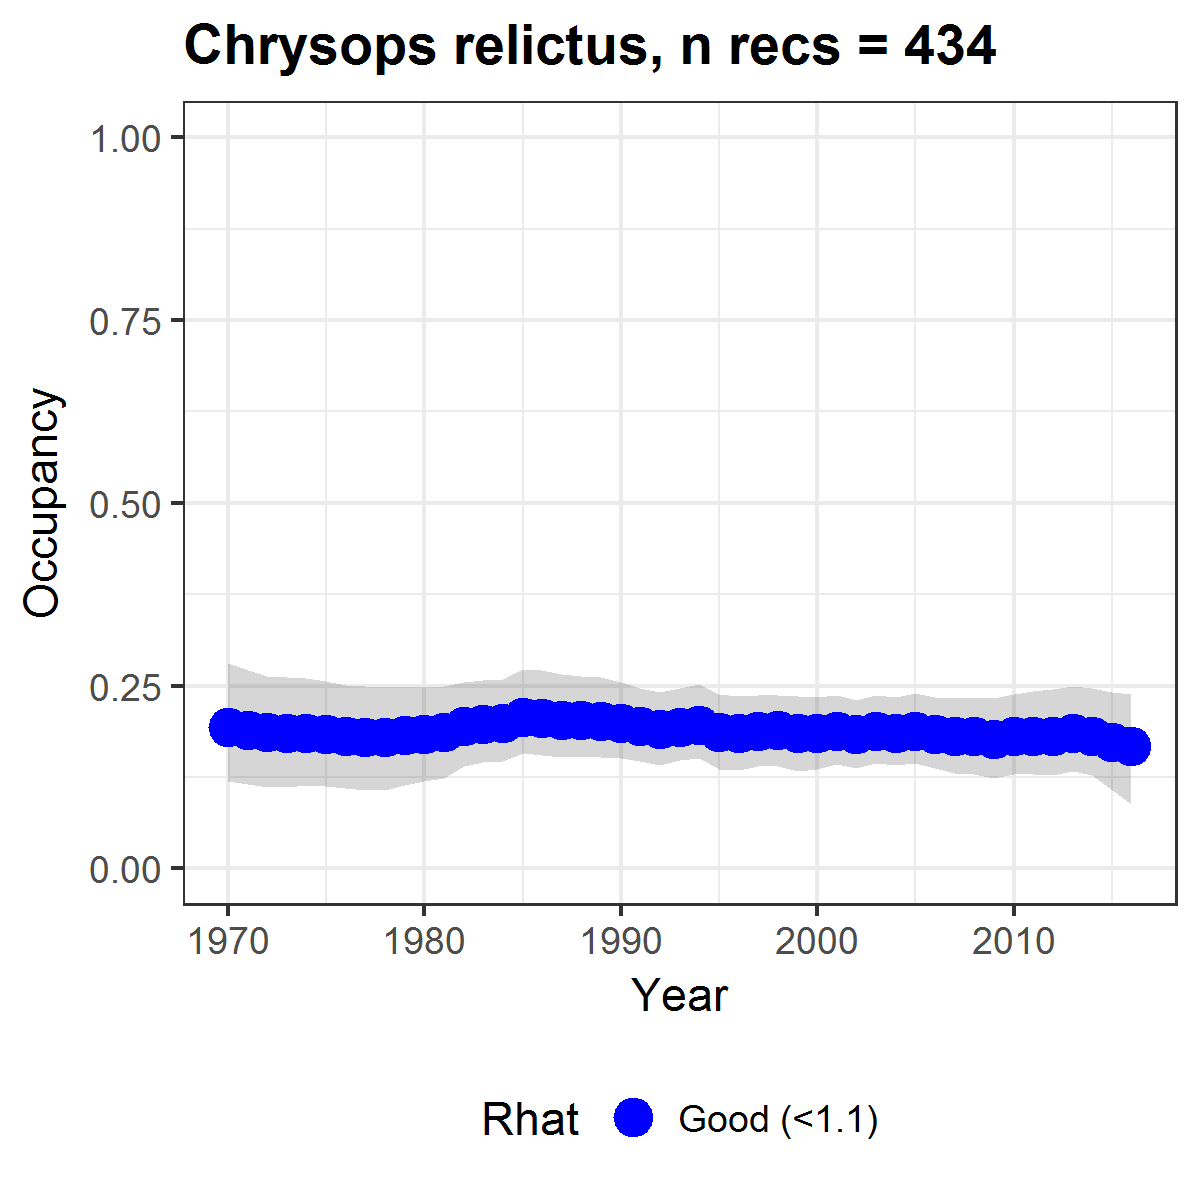 Chrysops relictus, n recs = 434
1.00
0.75
0.50
0.25
0.00
Occupancy
1970 1980 1990 2000 2010
Year
Rhat Good (<1.1)